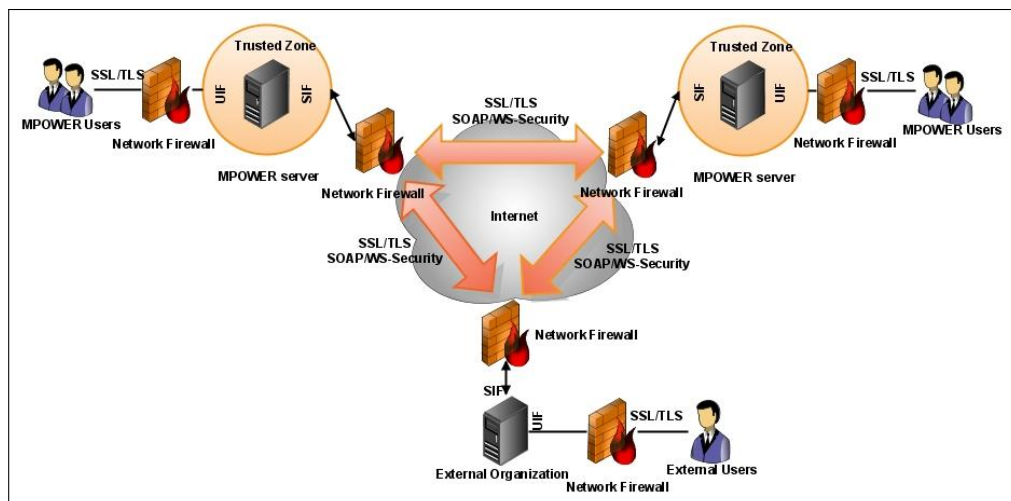 Trusted Zone
Trusted Zone
SSL/TLS
UIF
SIF
SIF
UIF
SSL/TLS
SSL/TLS
SOAP/WS-Security
MPOWER Users
MPOWER Users
Network Firewall
Network Firewall
MPOWER server
MPOWER server
Network Firewall
Network Firewall
Internet
SSL/TLS
SOAP/WS-Security
SSL/TLS
SOAP/WS-Security
Network Firewall
SIF
UIF
SSL/TLS
External Organization
External Users
Network Firewall